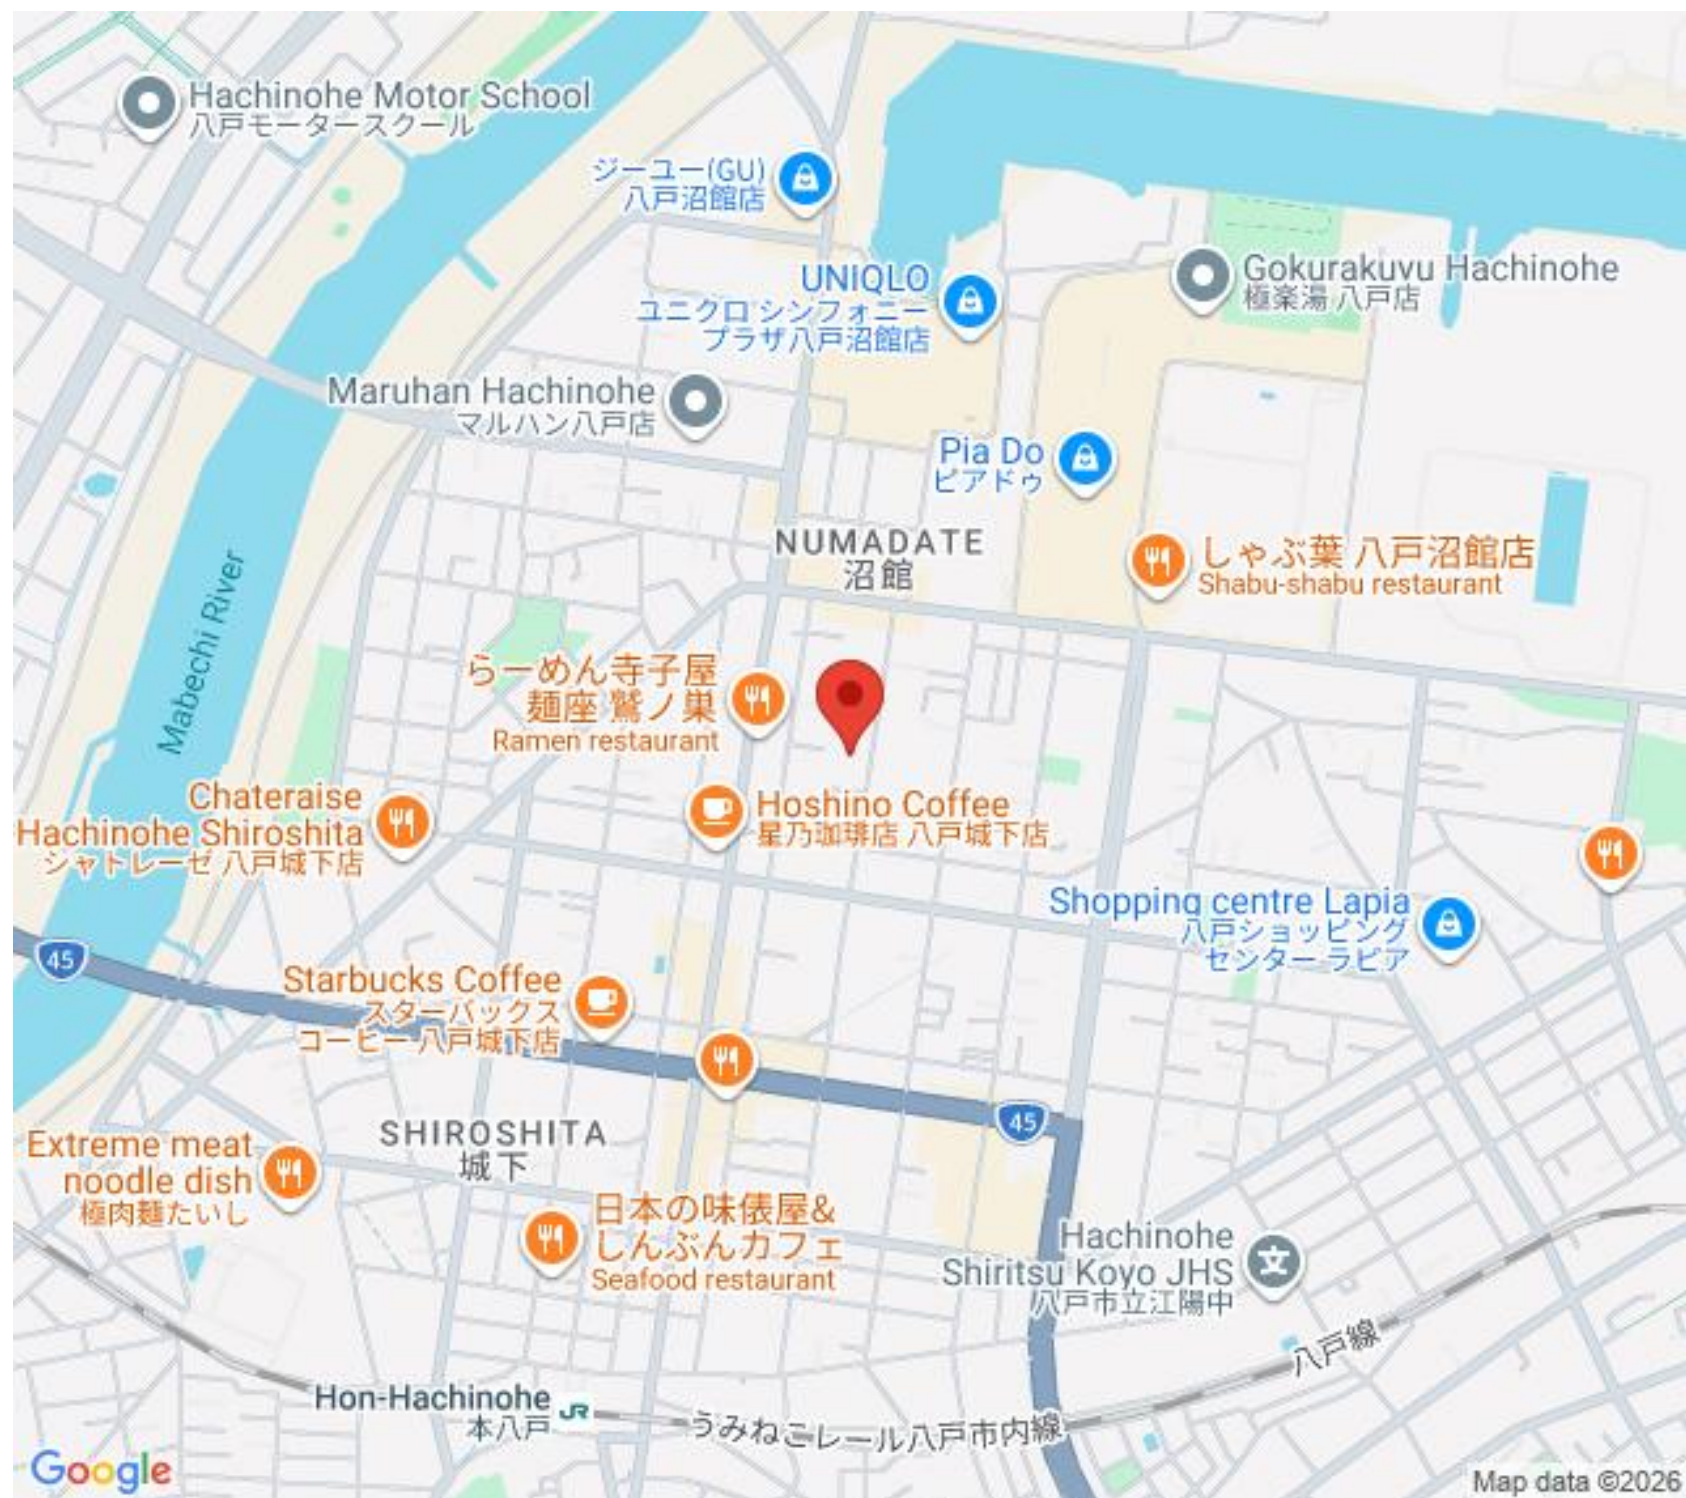 Hachinohe Motor School
八戸モータースクール
ジーユー(GU)
八戸沼館店
UNIQLO
ユニクロ シンフォニー
プラザ八戸沼館店
Gokurakuyu Hachinohe
極楽湯 八戸店
Maruhan Hachinohe
マルハン八戸店
Pia Do
ピアドゥ
NUMADATE
沼館
しゃぶ葉 八戸沼館店
Shabu-shabu restaurant
Mabechi River
らーめん寺子屋
麺座 鷲ノ巣
Ramen restaurant
Chateraise
Hachinohe Shiroshita
シャトレーゼ 八戸城下店
Hoshino Coffee
星乃珈琲店 八戸城下店
Shopping centre Lapia
八戸ショッピング
センター ラピア
45
Starbucks Coffee
スターバックス
コーヒー 八戸城下店
45
SHIROSHITA
城下
Extreme meat
noodle dish
極肉麺たいし
日本の味俵屋&
しんぶんカフェ
Seafood restaurant
Hachinohe
Shiritsu Koyo JHS
八戸市立江陽中
文
八戸線
Hon-Hachinohe
本八戸
JR
うみねこレール八戸市内線
Google
Map data ©2026